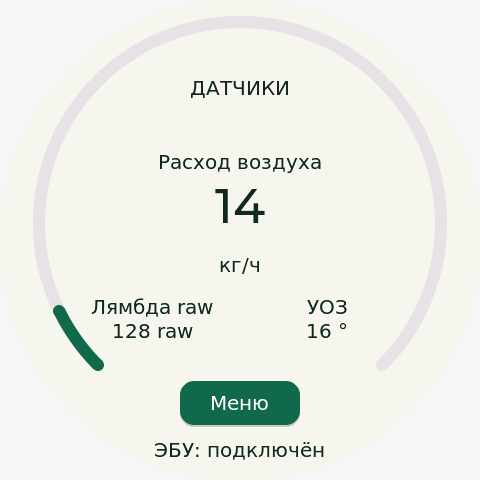 ДАТЧИКИ
Расход воздуха
14
кг/ч
Лямбда raw УОЗ
128 raw 16 °
Меню
ЭБУ: подключён